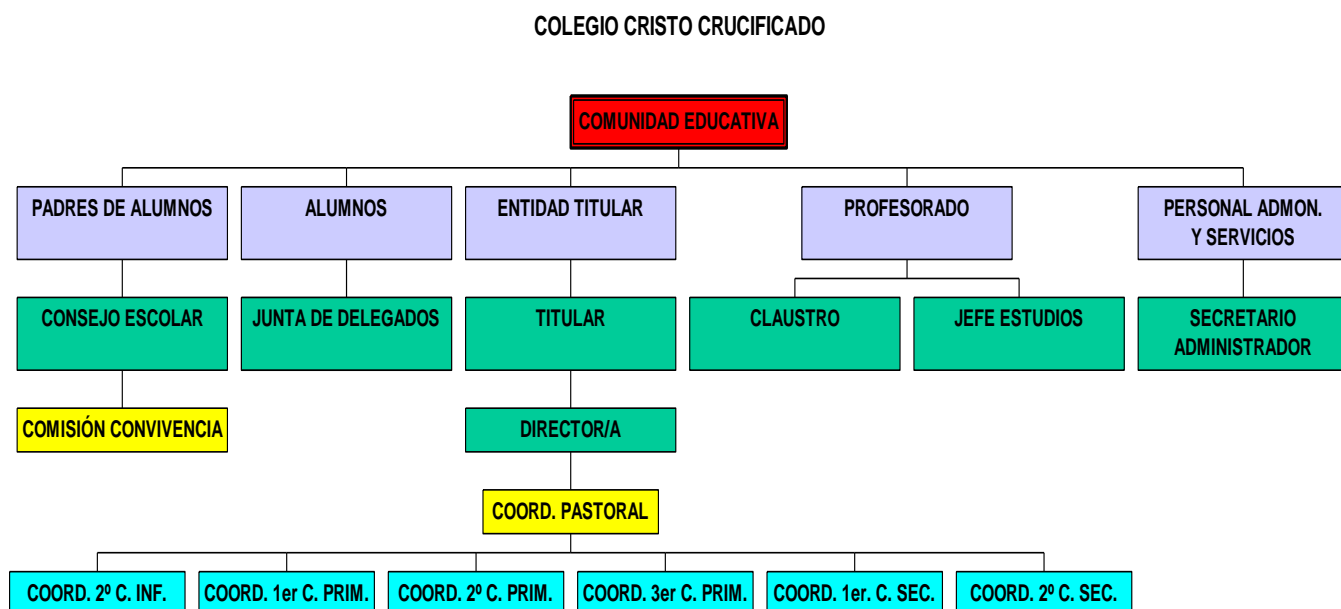 COLEGIO CRISTO CRUCIFICADO
COMUNIDAD EDUCATIVA
PADRES DE ALUMNOS
ALUMNOS
ENTIDAD TITULAR
PROFESORADO
PERSONAL ADMON.
Y SERVICIOS
CONSEJO ESCOLAR
JUNTA DE DELEGADOS
TITULAR
CLAUSTRO
JEFE ESTUDIOS
SECRETARIO
ADMINISTRADOR
COMISIÓN CONVIVENCIA
DIRECTOR/A
COORD. PASTORAL
COORD. 2º C. INF.
COORD. 1er C. PRIM.
COORD. 2º C. PRIM.
COORD. 3er C. PRIM.
COORD. 1er. C. SEC.
COORD. 2º C. SEC.